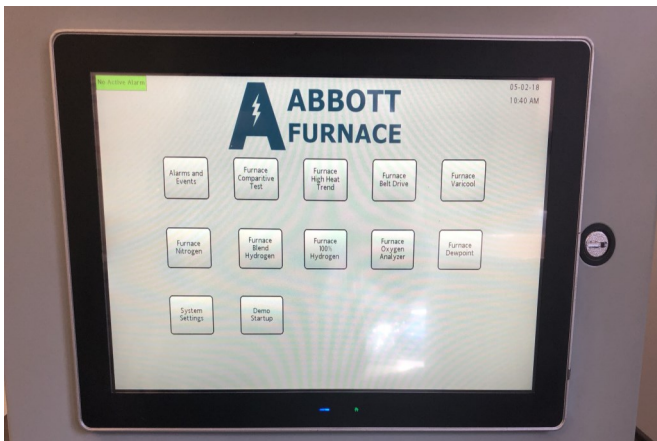 No Active Alarm
05-02-18
10:40 AM
ABBOTT
FURNACE
Alarms and
Events
Furnace
Comparitive
Test
Furnace
High Heat
Trend
Furnace
Belt Drive
Furnace
Varicool
Furnace
Nitrogen
Furnace
Blend
Hydrogen
Furnace
100%
Hydrogen
Furnace
Oxygen
Analyzer
Furnace
Dewpoint
System
Settings
Demo
Startup